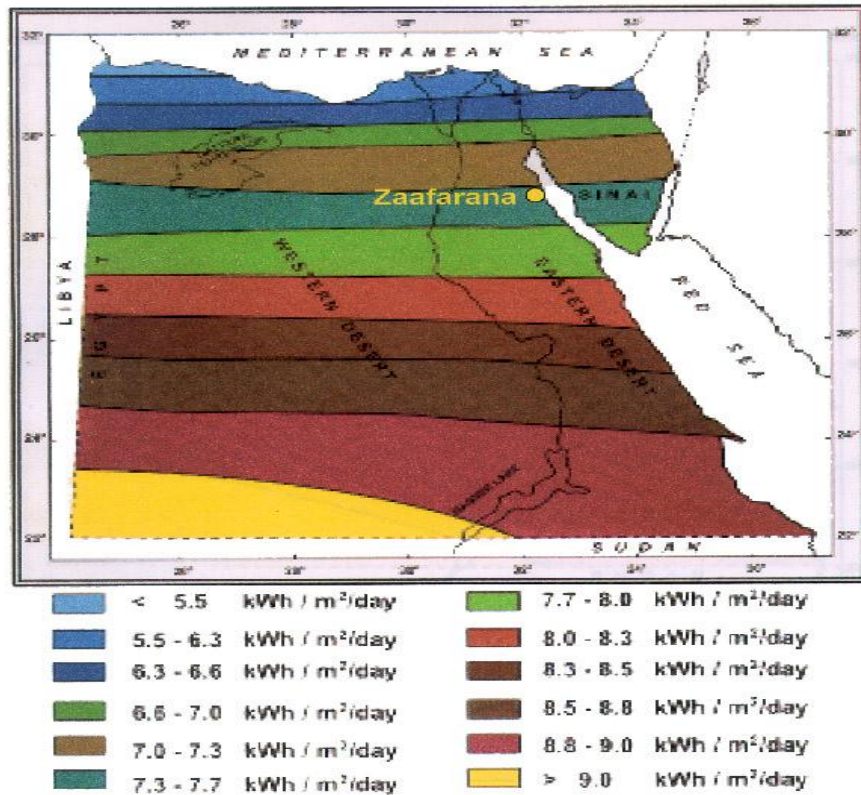 MEDITERRANEAN SEA
Zaafarana
SINAI
LIBYA
EGYPT
WESTERN DESERT
EASTERN DESERT
RED SEA
SUDAN
< 5.5 kWh / m²/day
5.5 - 6.3 kWh / m²/day
6.3 - 6.6 kWh / m²/day
6.6 - 7.0 kWh / m²/day
7.0 - 7.3 kWh / m²/day
7.3 - 7.7 kWh / m²/day
7.7 - 8.0 kWh / m²/day
8.0 - 8.3 kWh / m²/day
8.3 - 8.5 kWh / m²/day
8.5 - 8.8 kWh / m²/day
8.8 - 9.0 kWh / m²/day
> 9.0 kWh / m²/day